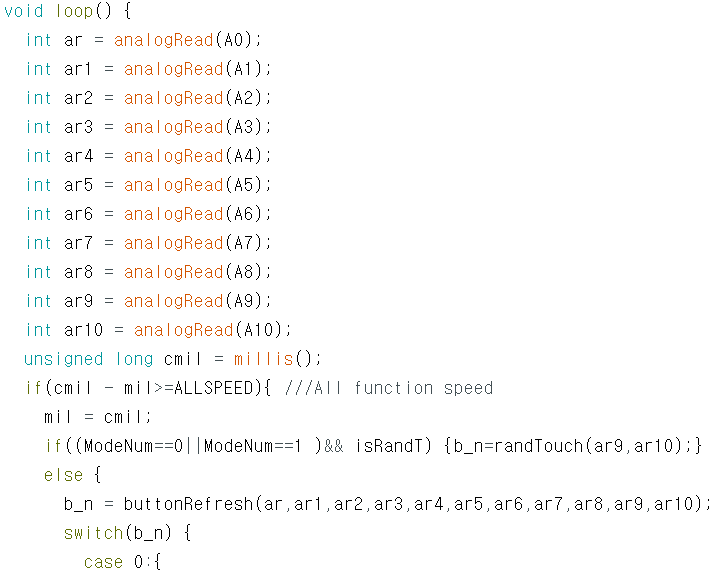 void loop() {
  int ar = analogRead(A0);
  int ar1 = analogRead(A1);
  int ar2 = analogRead(A2);
  int ar3 = analogRead(A3);
  int ar4 = analogRead(A4);
  int ar5 = analogRead(A5);
  int ar6 = analogRead(A6);
  int ar7 = analogRead(A7);
  int ar8 = analogRead(A8);
  int ar9 = analogRead(A9);
  int ar10 = analogRead(A10);
  unsigned long cmil = millis();
  if(cmil - mil>=ALLSPEED){ ///All function speed
    mil = cmil;
    if((ModeNum==0||ModeNum==1 )&& isRandT) {b_n=randTouch(ar9,ar10);}
    else {
      b_n = buttonRefresh(ar,ar1,ar2,ar3,ar4,ar5,ar6,ar7,ar8,ar9,ar10);
      switch(b_n) {
        case 0:{